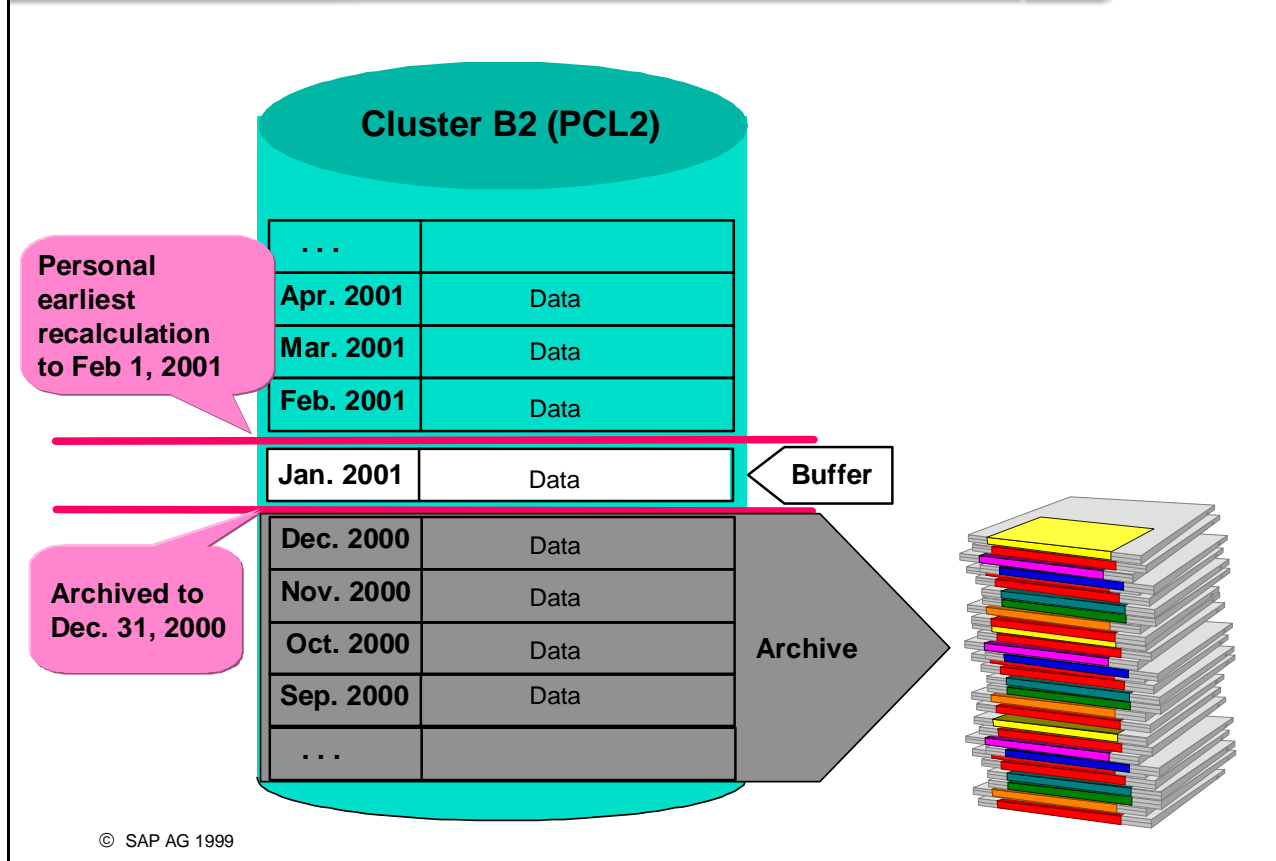 Cluster B2 (PCL2)
. . .
Personal
earliest
recalculation
to Feb 1, 2001
Apr. 2001 Data
Mar. 2001 Data
Feb. 2001 Data
Jan. 2001 Data
Buffer
Archived to
Dec. 31, 2000
Dec. 2000 Data
Nov. 2000 Data
Oct. 2000 Data
Sep. 2000 Data
. . .
Archive
© SAP AG 1999